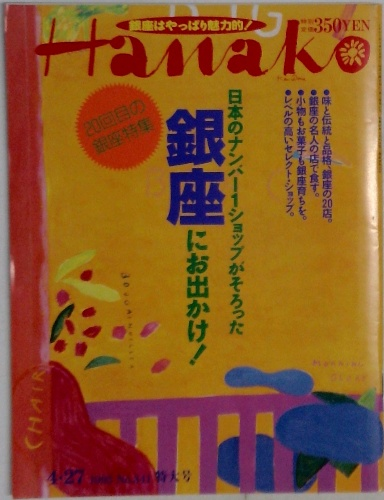 銀座はやっぱり魅力的!
特別定価350YEN
Hanako
20回目の
銀座特集
日本のナンバー1ショップがそろった
銀座にお出かけ!
●味と伝統と品格、銀座の20店。
●銀座の名人の店で食す。
●小物もお菓子も銀座育ちを。
●レベルの高いセレクト・ショップ。
4・27
特大号